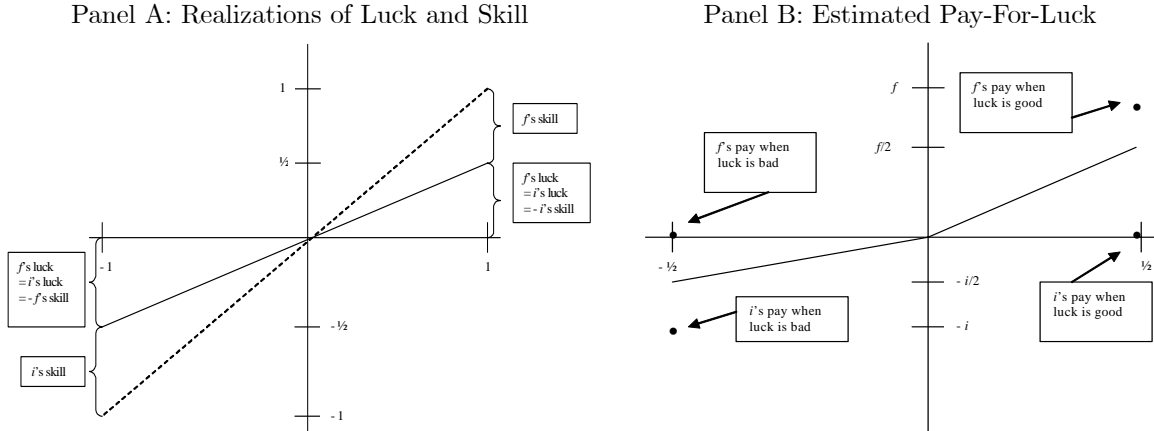 Panel A: Realizations of Luck and Skill
1
½
- 1
1
- ½
- 1
f's skill
f's luck
= i's luck
= - i's skill
f's luck
= i's luck
= - f's skill
i's skill
Panel B: Estimated Pay-For-Luck
f
f/2
- ½
½
- i/2
- i
f's pay when
luck is good
f's pay when
luck is bad
i's pay when
luck is bad
i's pay when
luck is good